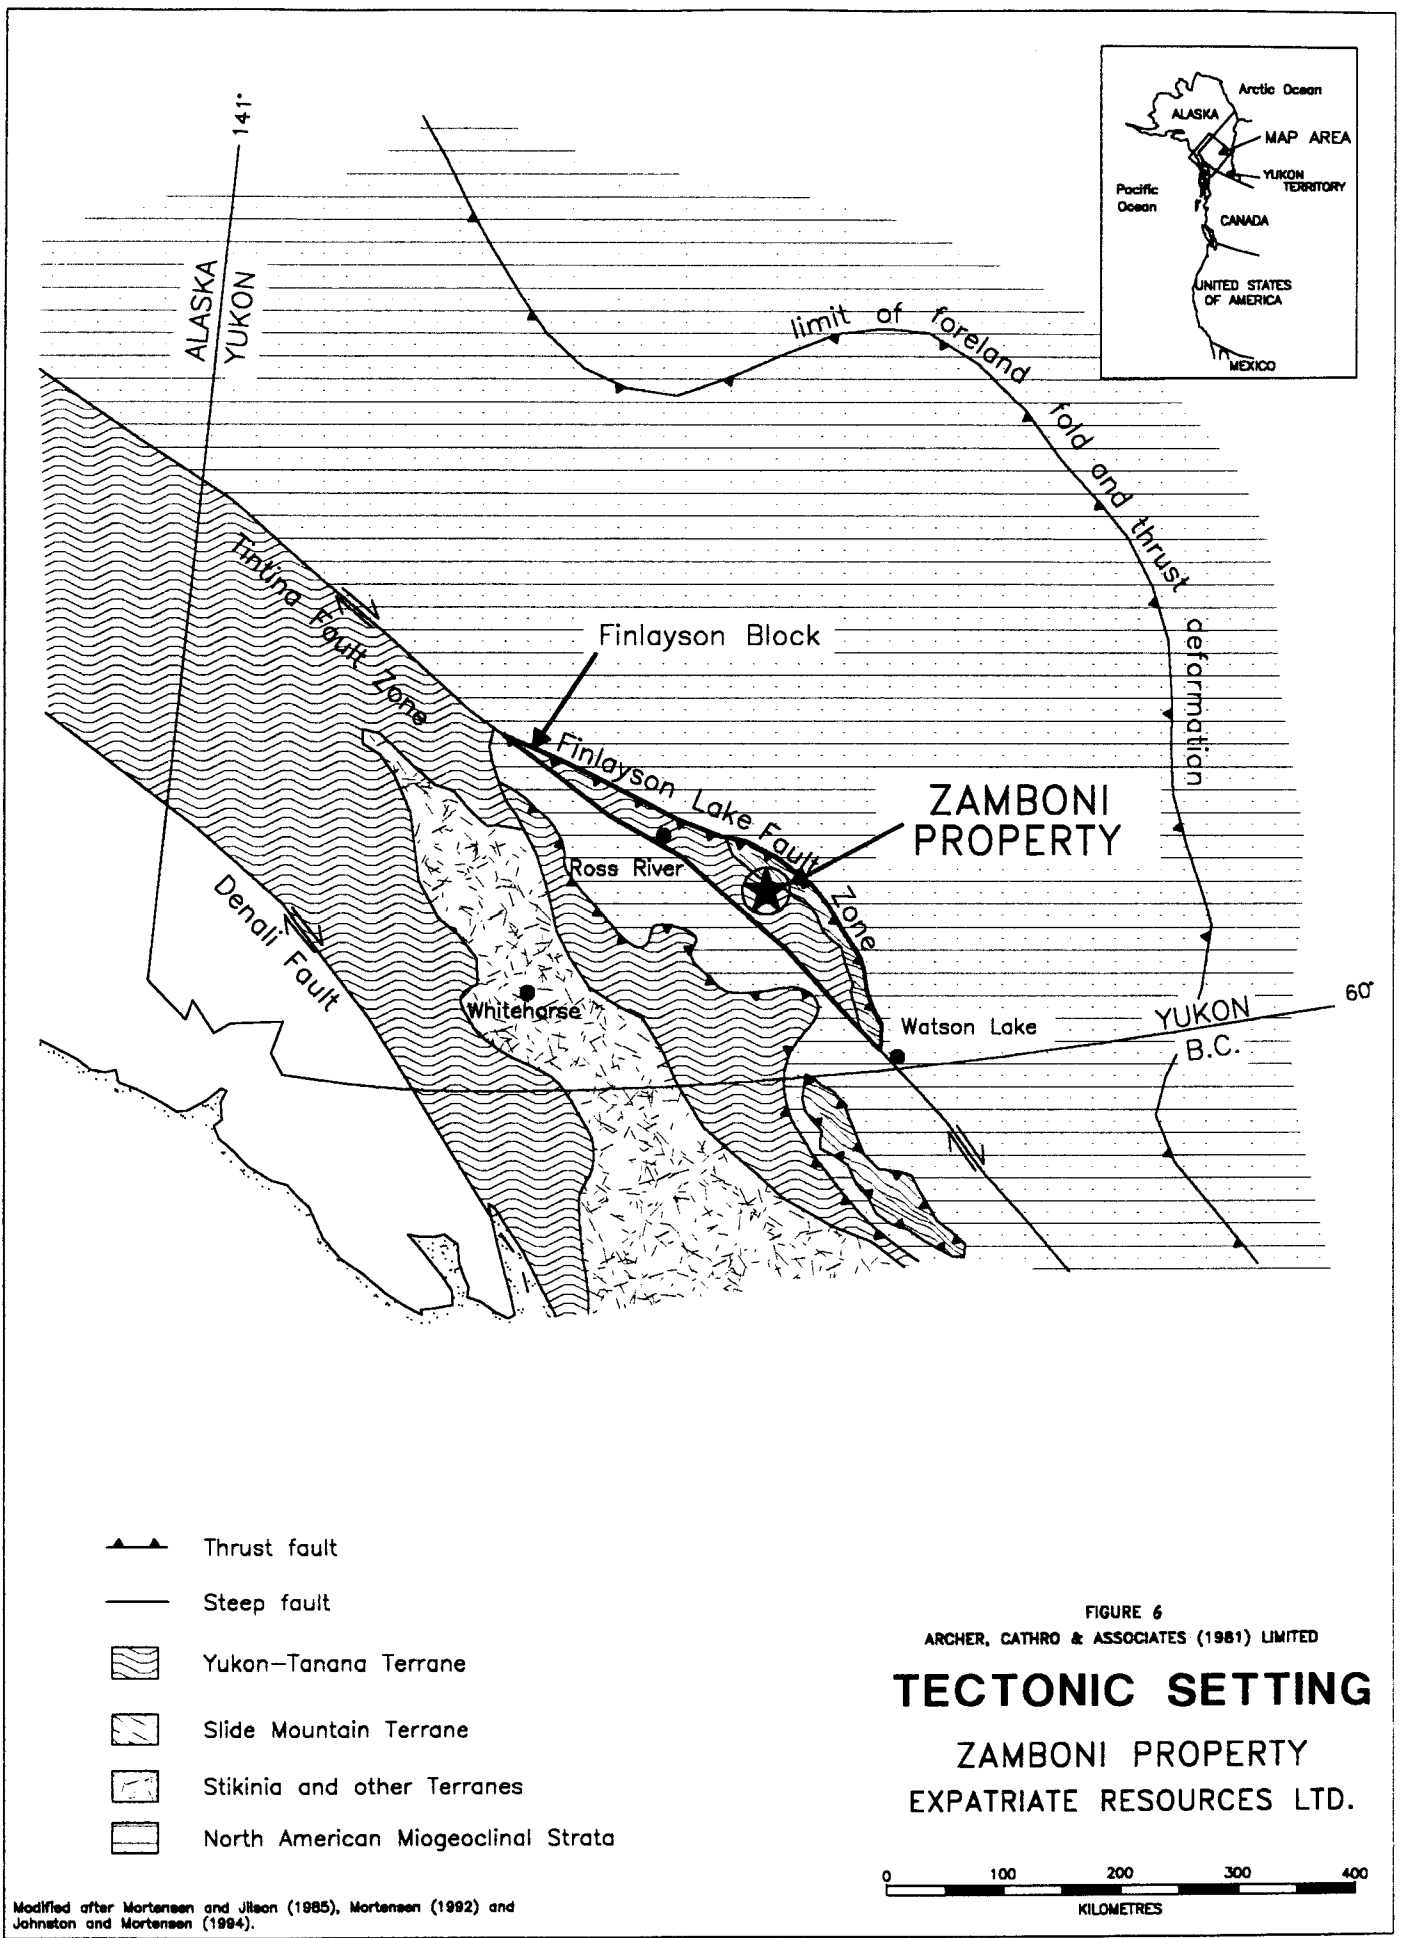 141°
ALASKA
YUKON
Arctic Ocean
ALASKA
MAP AREA
YUKON
TERRITORY
Pacific
Ocean
CANADA
UNITED STATES
OF AMERICA
MEXICO
limit of foreland fold and thrust deformation
Tintina Fault Zone
Finlayson Block
Finlayson Lake Fault Zone
ZAMBONI
PROPERTY
Ross River
Denali Fault
Whitehorse
Watson Lake
YUKON
60°
B.C.
Thrust fault
Steep fault
Yukon-Tanana Terrane
Slide Mountain Terrane
Stikinia and other Terranes
North American Miogeoclinal Strata
FIGURE 6
ARCHER, CATHRO & ASSOCIATES (1981) LIMITED
TECTONIC SETTING
ZAMBONI PROPERTY
EXPATRIATE RESOURCES LTD.
0 100 200 300 400
KILOMETRES
Modified after Mortensen and Jilson (1985), Mortensen (1992) and
Johnston and Mortensen (1994).